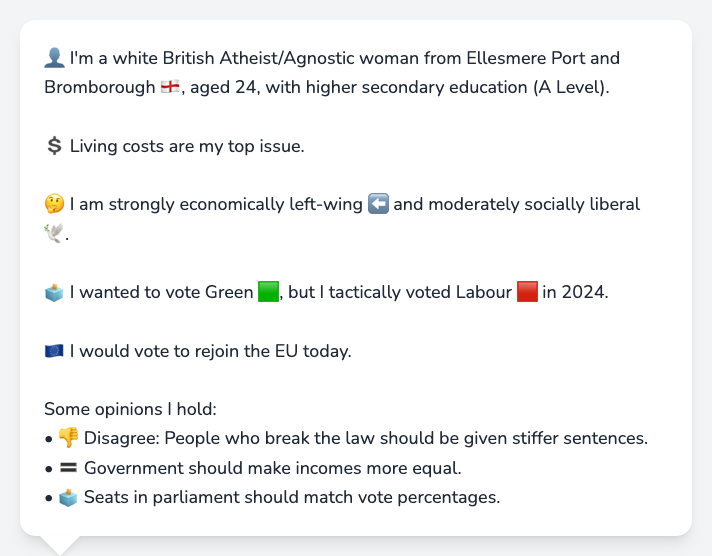 👤 I'm a white British Atheist/Agnostic woman from Ellesmere Port and
Bromborough 🏴󠁧󠁢󠁥󠁮󠁧󠁿, aged 24, with higher secondary education (A Level).
💲 Living costs are my top issue.
🤔 I am strongly economically left-wing ⬅️ and moderately socially liberal
🕊️.
🗳️ I wanted to vote Green 🟩, but I tactically voted Labour 🟥 in 2024.
🇪🇺 I would vote to rejoin the EU today.
Some opinions I hold:
• 👎 Disagree: People who break the law should be given stiffer sentences.
• 🟰 Government should make incomes more equal.
• 🗳️ Seats in parliament should match vote percentages.